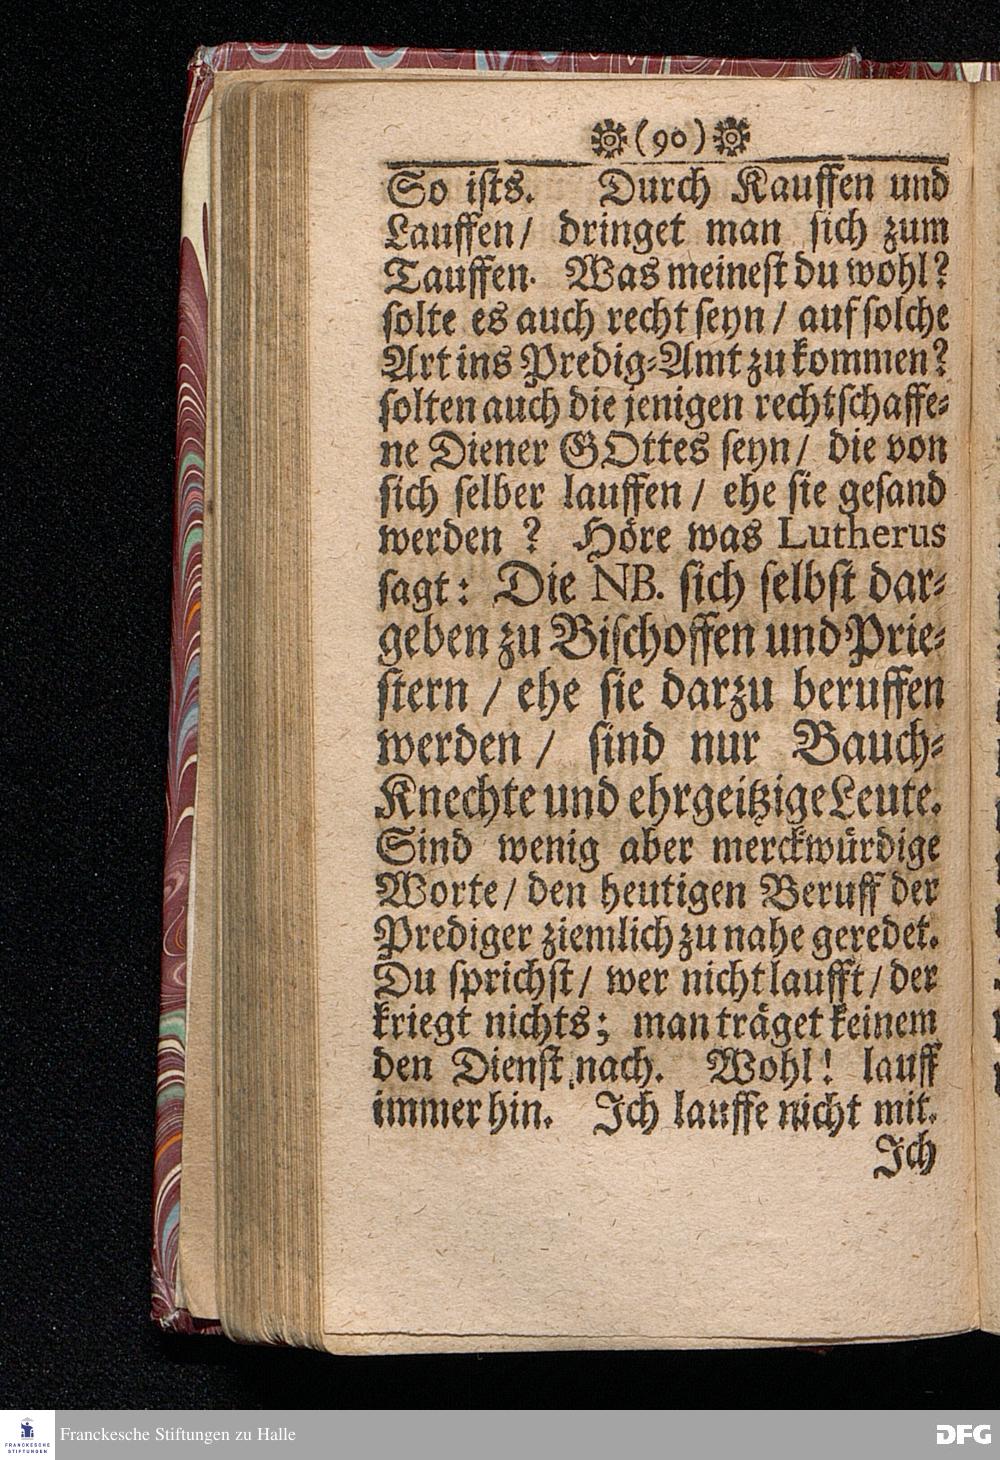 (90)
So ists. Durch Kauffen und
Lauffen/ dringet man sich zum
Tauffen. Was meinest du wohl?
solte es auch recht seyn/ auf solche
Art ins Predig-Amt zu kommen?
solten auch die jenigen rechtschaffe-
ne Diener GOttes seyn/ die von
sich selber lauffen/ ehe sie gesand
werden? Höre was Lutherus
sagt: Die NB. sich selbst dar-
geben zu Bischoffen und Prie-
stern/ ehe sie darzu beruffen
werden/ sind nur Bauch-
Knechte und ehrgeitzige Leute.
Sind wenig aber merckwürdige
Worte/ den heutigen Beruff der
Prediger ziemlich zu nahe geredet.
Du sprichst/ wer nicht laufft/ der
kriegt nichts; man träget keinem
den Dienst nach. Wohl! lauff
immer hin. Ich lauffe nicht mit.
Ich
FRANCKESCHE
STIFTUNGEN
Franckesche Stiftungen zu Halle
DFG